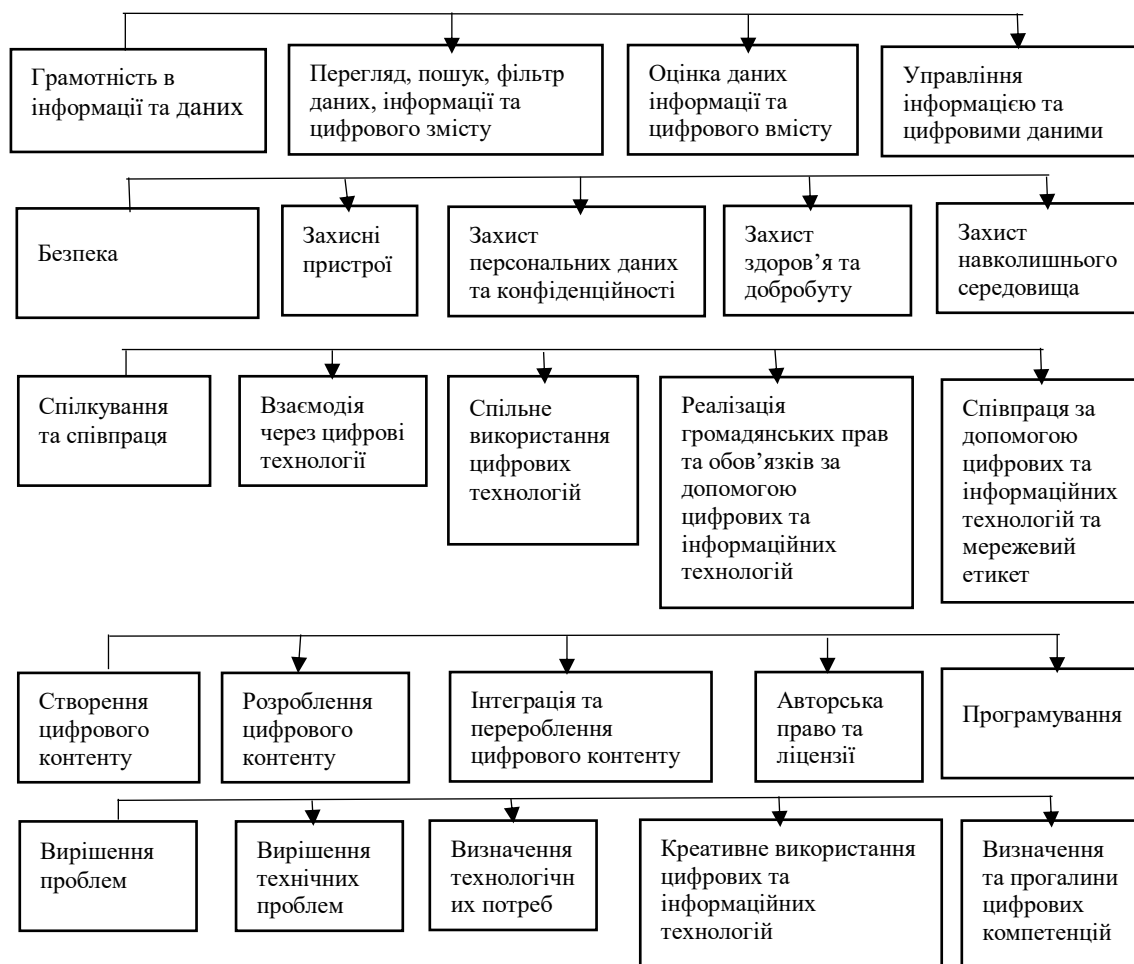 Грамотність в
інформації та даних
Перегляд, пошук, фільтр
даних, інформації та
цифрового змісту
Оцінка даних
інформації та
цифрового вмісту
Управління
інформацією та
цифровими даними
Безпека
Захисні
пристрої
Захист
персональних даних
та конфіденційності
Захист
здоров’я та
добробуту
Захист
навколишнього
середовища
Спілкування
та співпраця
Взаємодія
через цифрові
технології
Спільне
використання
цифрових
технологій
Реалізація
громадянських прав
та обов’язків за
допомогою
цифрових та
інформаційних
технологій
Співпраця за
допомогою
цифрових та
інформаційних
технологій та
мережевий
етикет
Створення
цифрового
контенту
Розроблення
цифрового
контенту
Інтеграція та
перероблення
цифрового контенту
Авторська
право та
ліцензії
Програмування
Вирішення
проблем
Вирішення
технічних
проблем
Визначення
технологічн
их потреб
Креативне використання
цифрових та
інформаційних
технологій
Визначення
та прогалини
цифрових
компетенцій